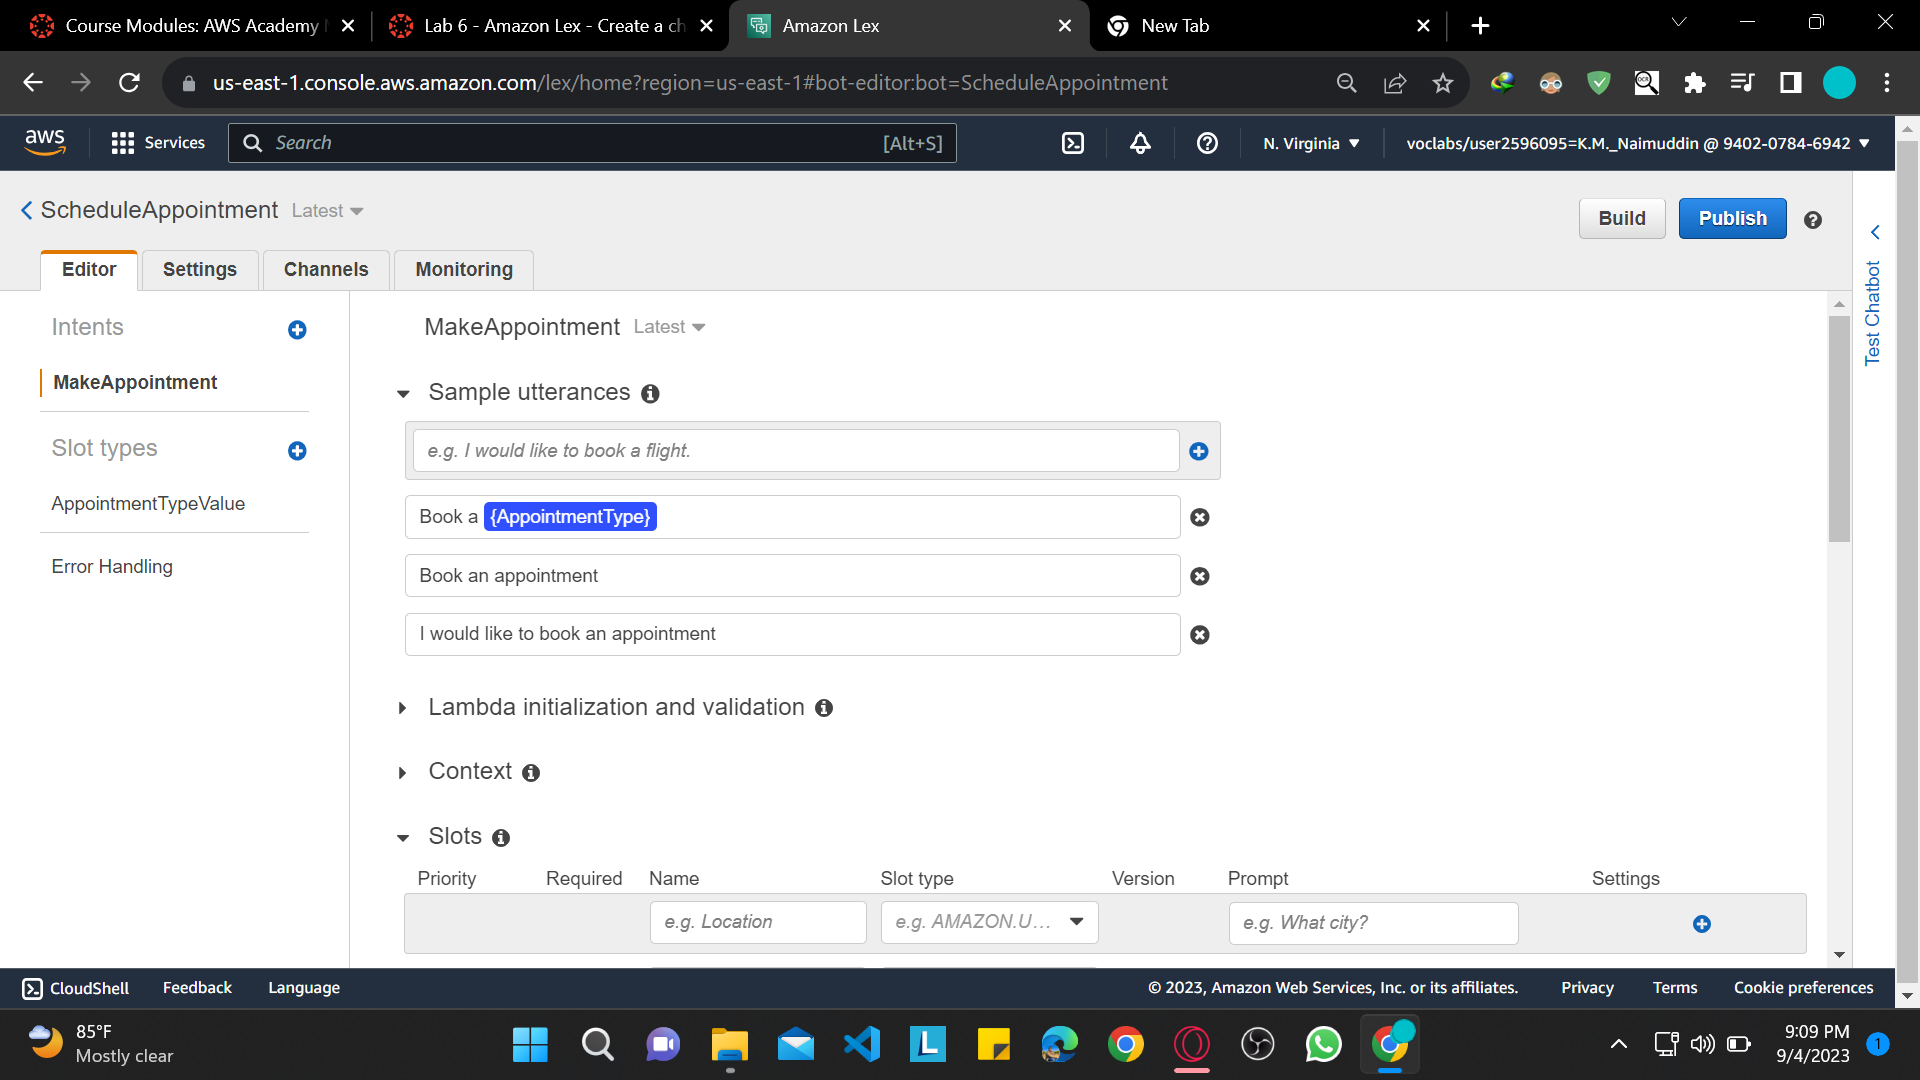 Course Modules: AWS Academy
Lab 6 - Amazon Lex - Create a ch
Amazon Lex
New Tab
us-east-1.console.aws.amazon.com/lex/home?region=us-east-1#bot-editor:bot=ScheduleAppointment
OCR
aws
Services
Search
[Alt+S]
N. Virginia
voclabs/user2596095=K.M._Naimuddin @ 9402-0784-6942
ScheduleAppointment
Latest
Build
Publish
Editor
Settings
Channels
Monitoring
Test Chatbot
Intents
MakeAppointment
Slot types
AppointmentTypeValue
Error Handling
MakeAppointment
Latest
Sample utterances
e.g. I would like to book a flight.
Book a {AppointmentType}
Book an appointment
I would like to book an appointment
Lambda initialization and validation
Context
Slots
Priority
Required
Name
Slot type
Version
Prompt
Settings
e.g. Location
e.g. AMAZON.U...
e.g. What city?
CloudShell
Feedback
Language
© 2023, Amazon Web Services, Inc. or its affiliates.
Privacy
Terms
Cookie preferences
85°F
Mostly clear
L
9:09 PM
9/4/2023
1